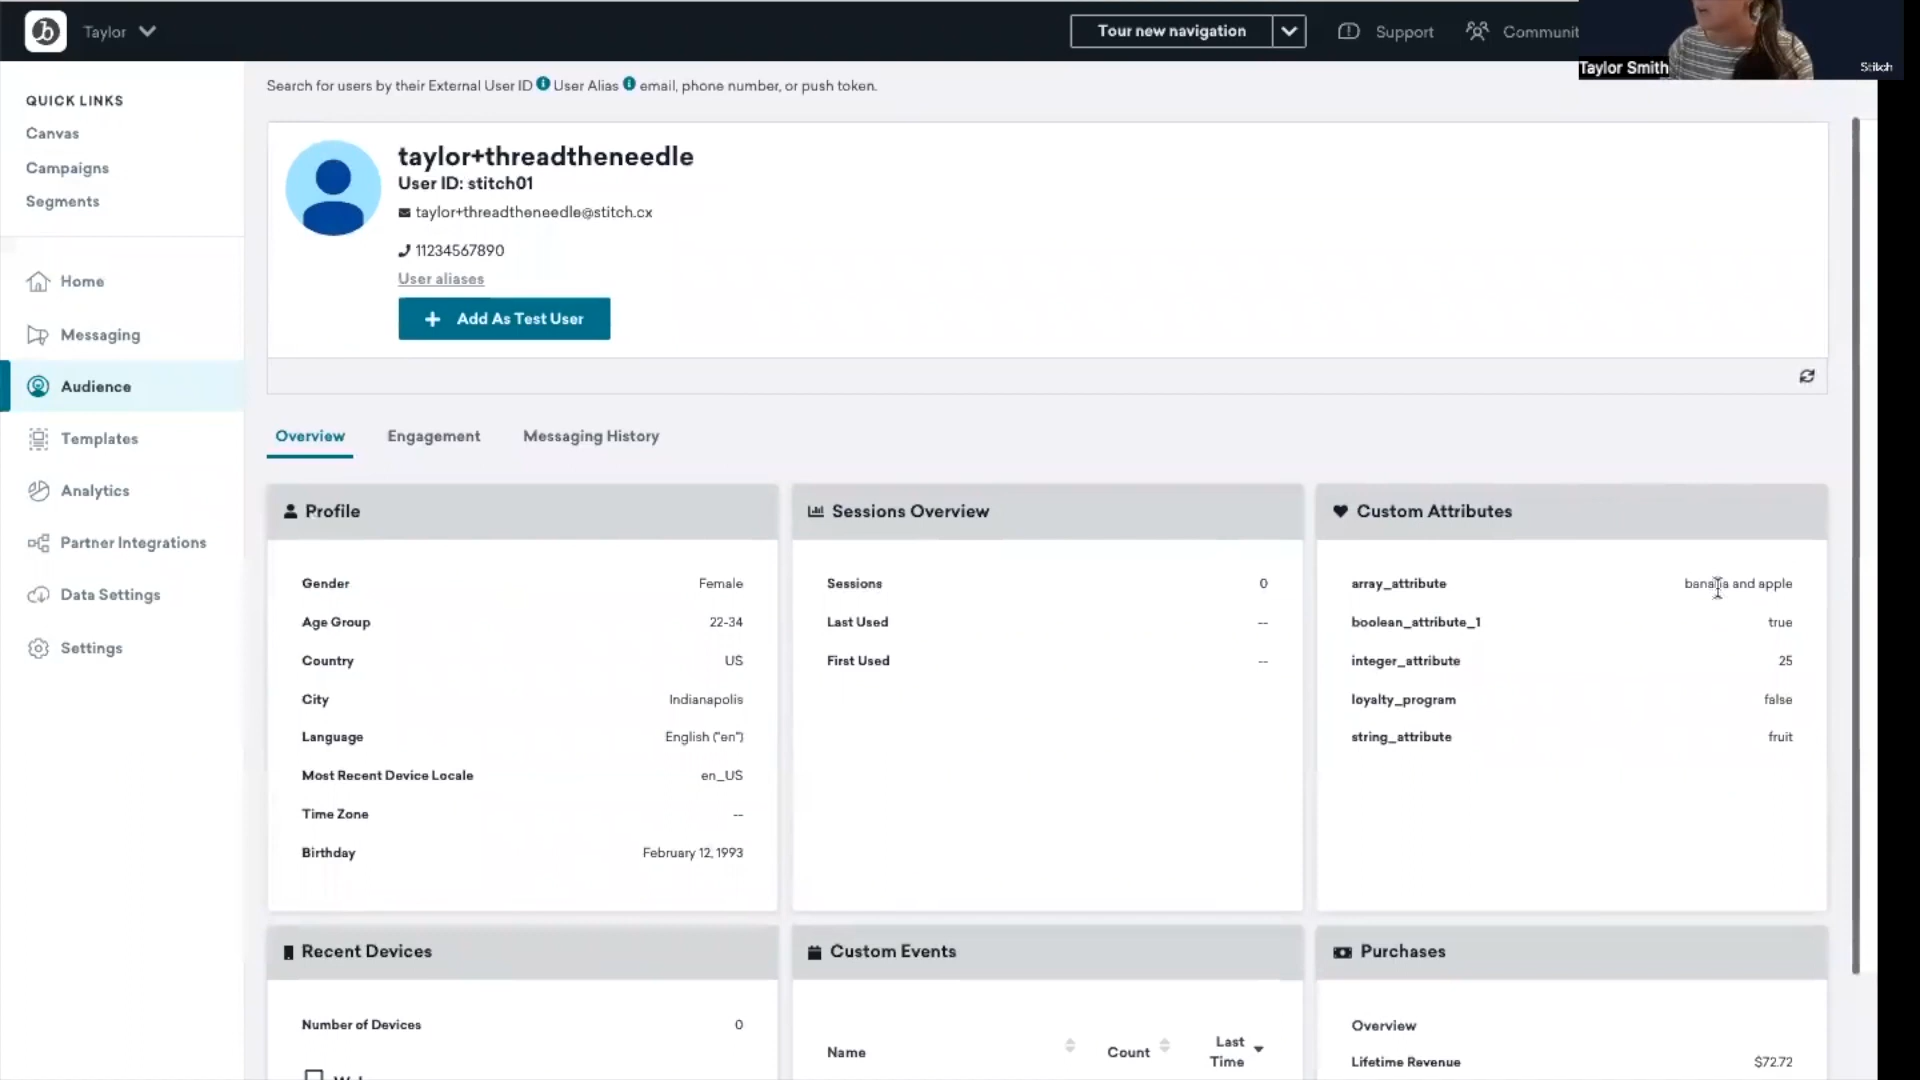 Taylor
Tour new navigation
Support
Communit
Taylor Smith
Stitch
QUICK LINKS
Canvas
Campaigns
Segments
Home
Messaging
Audience
Templates
Analytics
Partner Integrations
Data Settings
Settings
Search for users by their External User ID User Alias email, phone number, or push token.
taylor+threadtheneedle
User ID: stitch01
taylor+threadtheneedle@stitch.cx
11234567890
User aliases
+ Add As Test User
Overview Engagement Messaging History
Profile
Gender Female
Age Group 22-34
Country US
City Indianapolis
Language English ("en")
Most Recent Device Locale en_US
Time Zone --
Birthday February 12, 1993
Sessions Overview
Sessions 0
Last Used --
First Used --
Custom Attributes
array_attribute banana and apple
boolean_attribute_1 true
integer_attribute 25
loyalty_program false
string_attribute fruit
Recent Devices
Number of Devices 0
Custom Events
Name Count Last
Time
Purchases
Overview
Lifetime Revenue $72.72